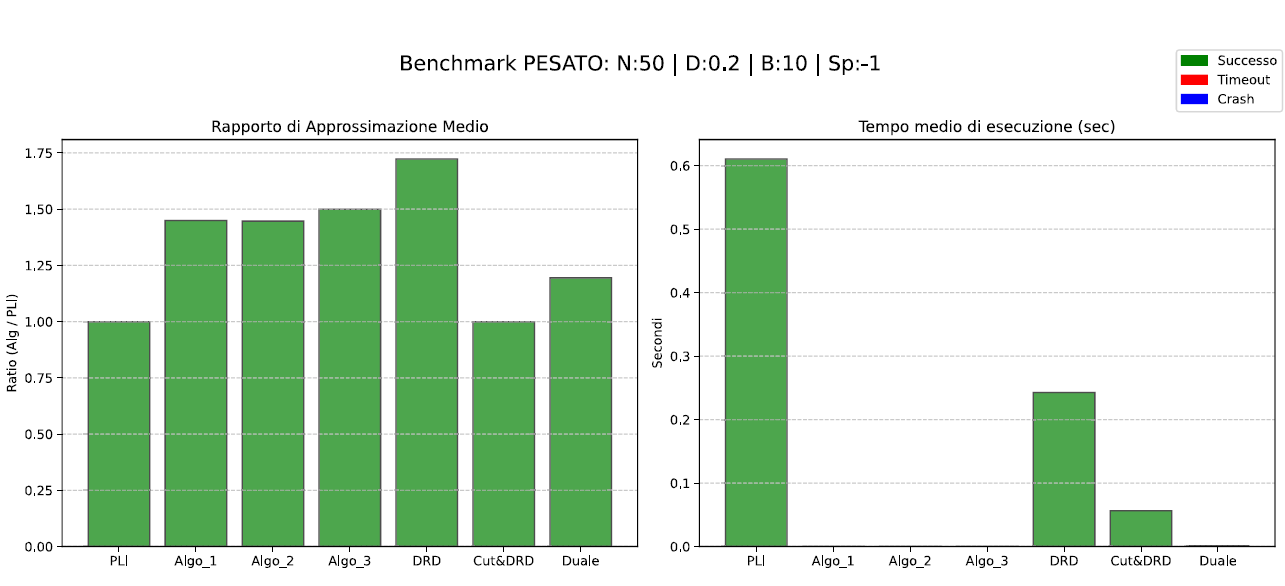 Benchmark PESATO: N:50 | D:0.2 | B:10 | Sp:-1
Successo
Timeout
Crash
Rapporto di Approssimazione Medio
Ratio (Alg / PLI)
1.75
1.50
1.25
1.00
0.75
0.50
0.25
0.00
PLI Algo_1 Algo_2 Algo_3 DRD Cut&DRD Duale
Tempo medio di esecuzione (sec)
Secondi
0.6
0.5
0.4
0.3
0.2
0.1
0.0
PLI Algo_1 Algo_2 Algo_3 DRD Cut&DRD Duale